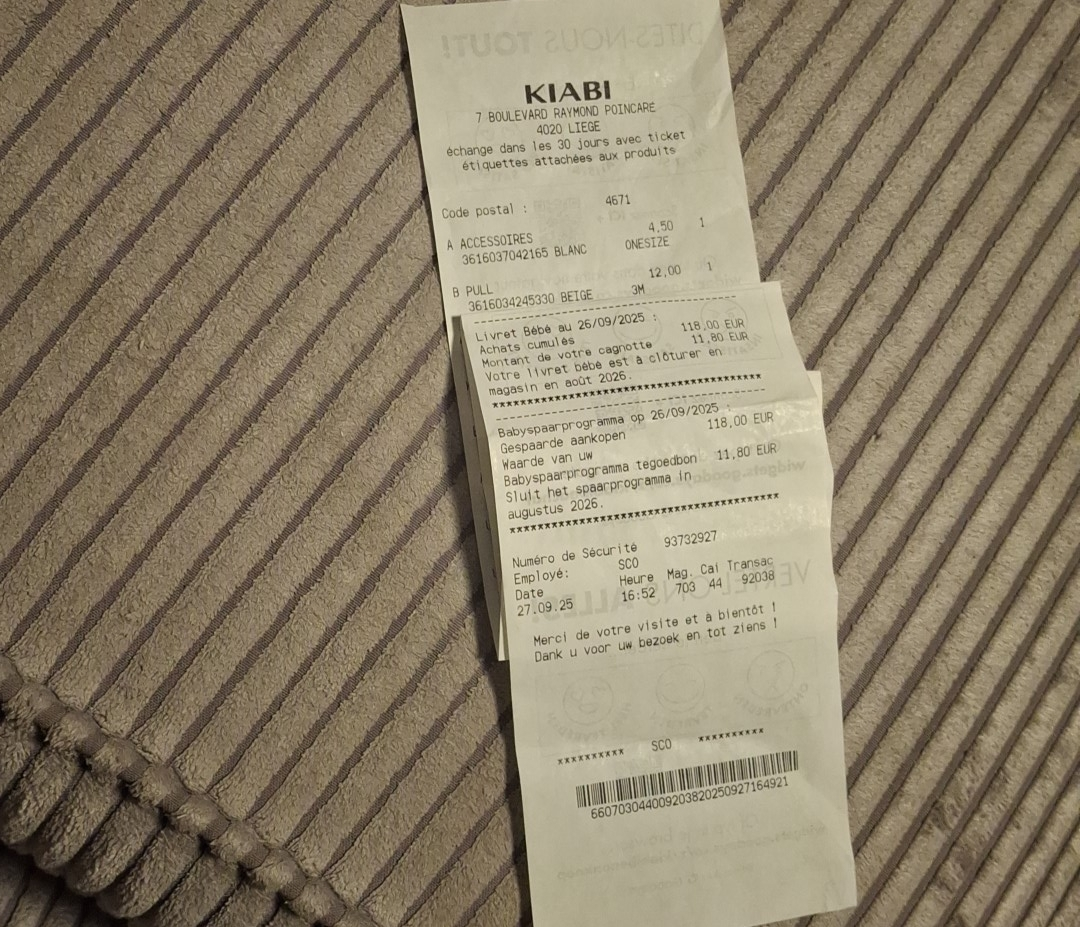 DITES-NOUS TOUT!
KIABI
7 BOULEVARD RAYMOND POINCARE
4020 LIEGE
échange dans les 30 jours avec ticket
étiquettes attachées aux produits
Code postal : 4671
A ACCESSOIRES 4,50 1
3616037042165 BLANC ONESIZE
B PULL 12,00 1
3616034245330 BEIGE 3M
--------------------------------
Livret Bébé au 26/09/2025 :
Achats cumulés 118,00 EUR
Montant de votre cagnotte 11,80 EUR
Votre livret bébé est à clôturer en
magasin en août 2026.
****************************************
----------------------------------------
Babyspaarprogramma op 26/09/2025 :
Gespaarde aankopen 118,00 EUR
Waarde van uw
Babyspaarprogramma tegoedbon 11,80 EUR
Sluit het spaarprogramma in
augustus 2026.
****************************************
Numéro de Sécurité 93732927
Employé: SCO
Date Heure Mag. Cai Transac
27.09.25 16:52 703 44 92038
Merci de votre visite et à bientôt !
Dank u voor uw bezoek en tot ziens !
********** SCO **********
660703044009203820250927164921